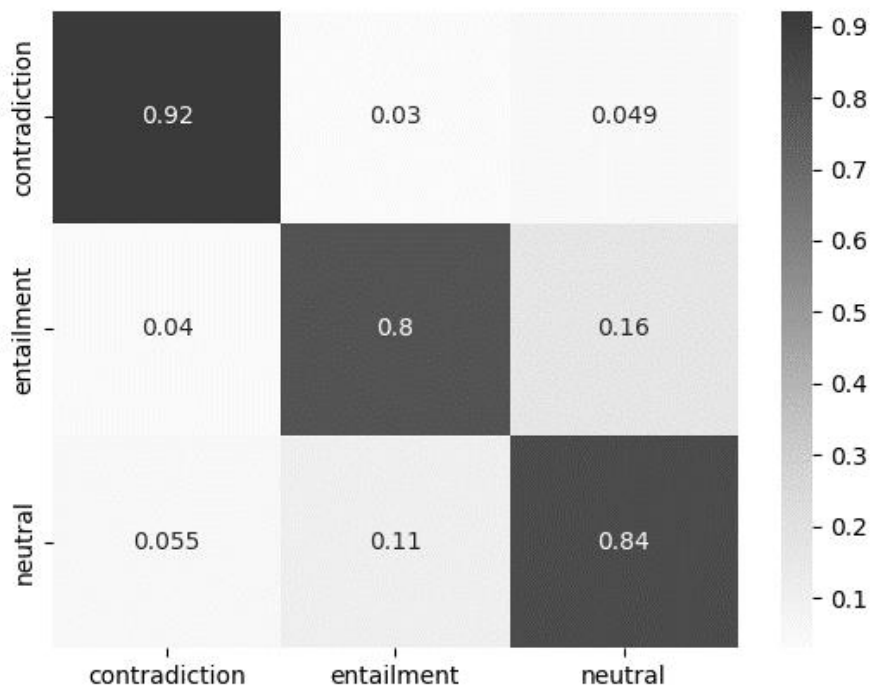 contradiction 0.92 0.03 0.049
entailment 0.04 0.8 0.16
neutral 0.055 0.11 0.84
contradiction entailment neutral
0.9
0.8
0.7
0.6
0.5
0.4
0.3
0.2
0.1